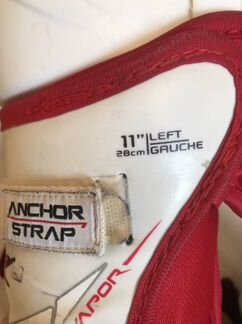 11" LEFT
28cm GAUCHE
ANCHOR
STRAP
VAPOR